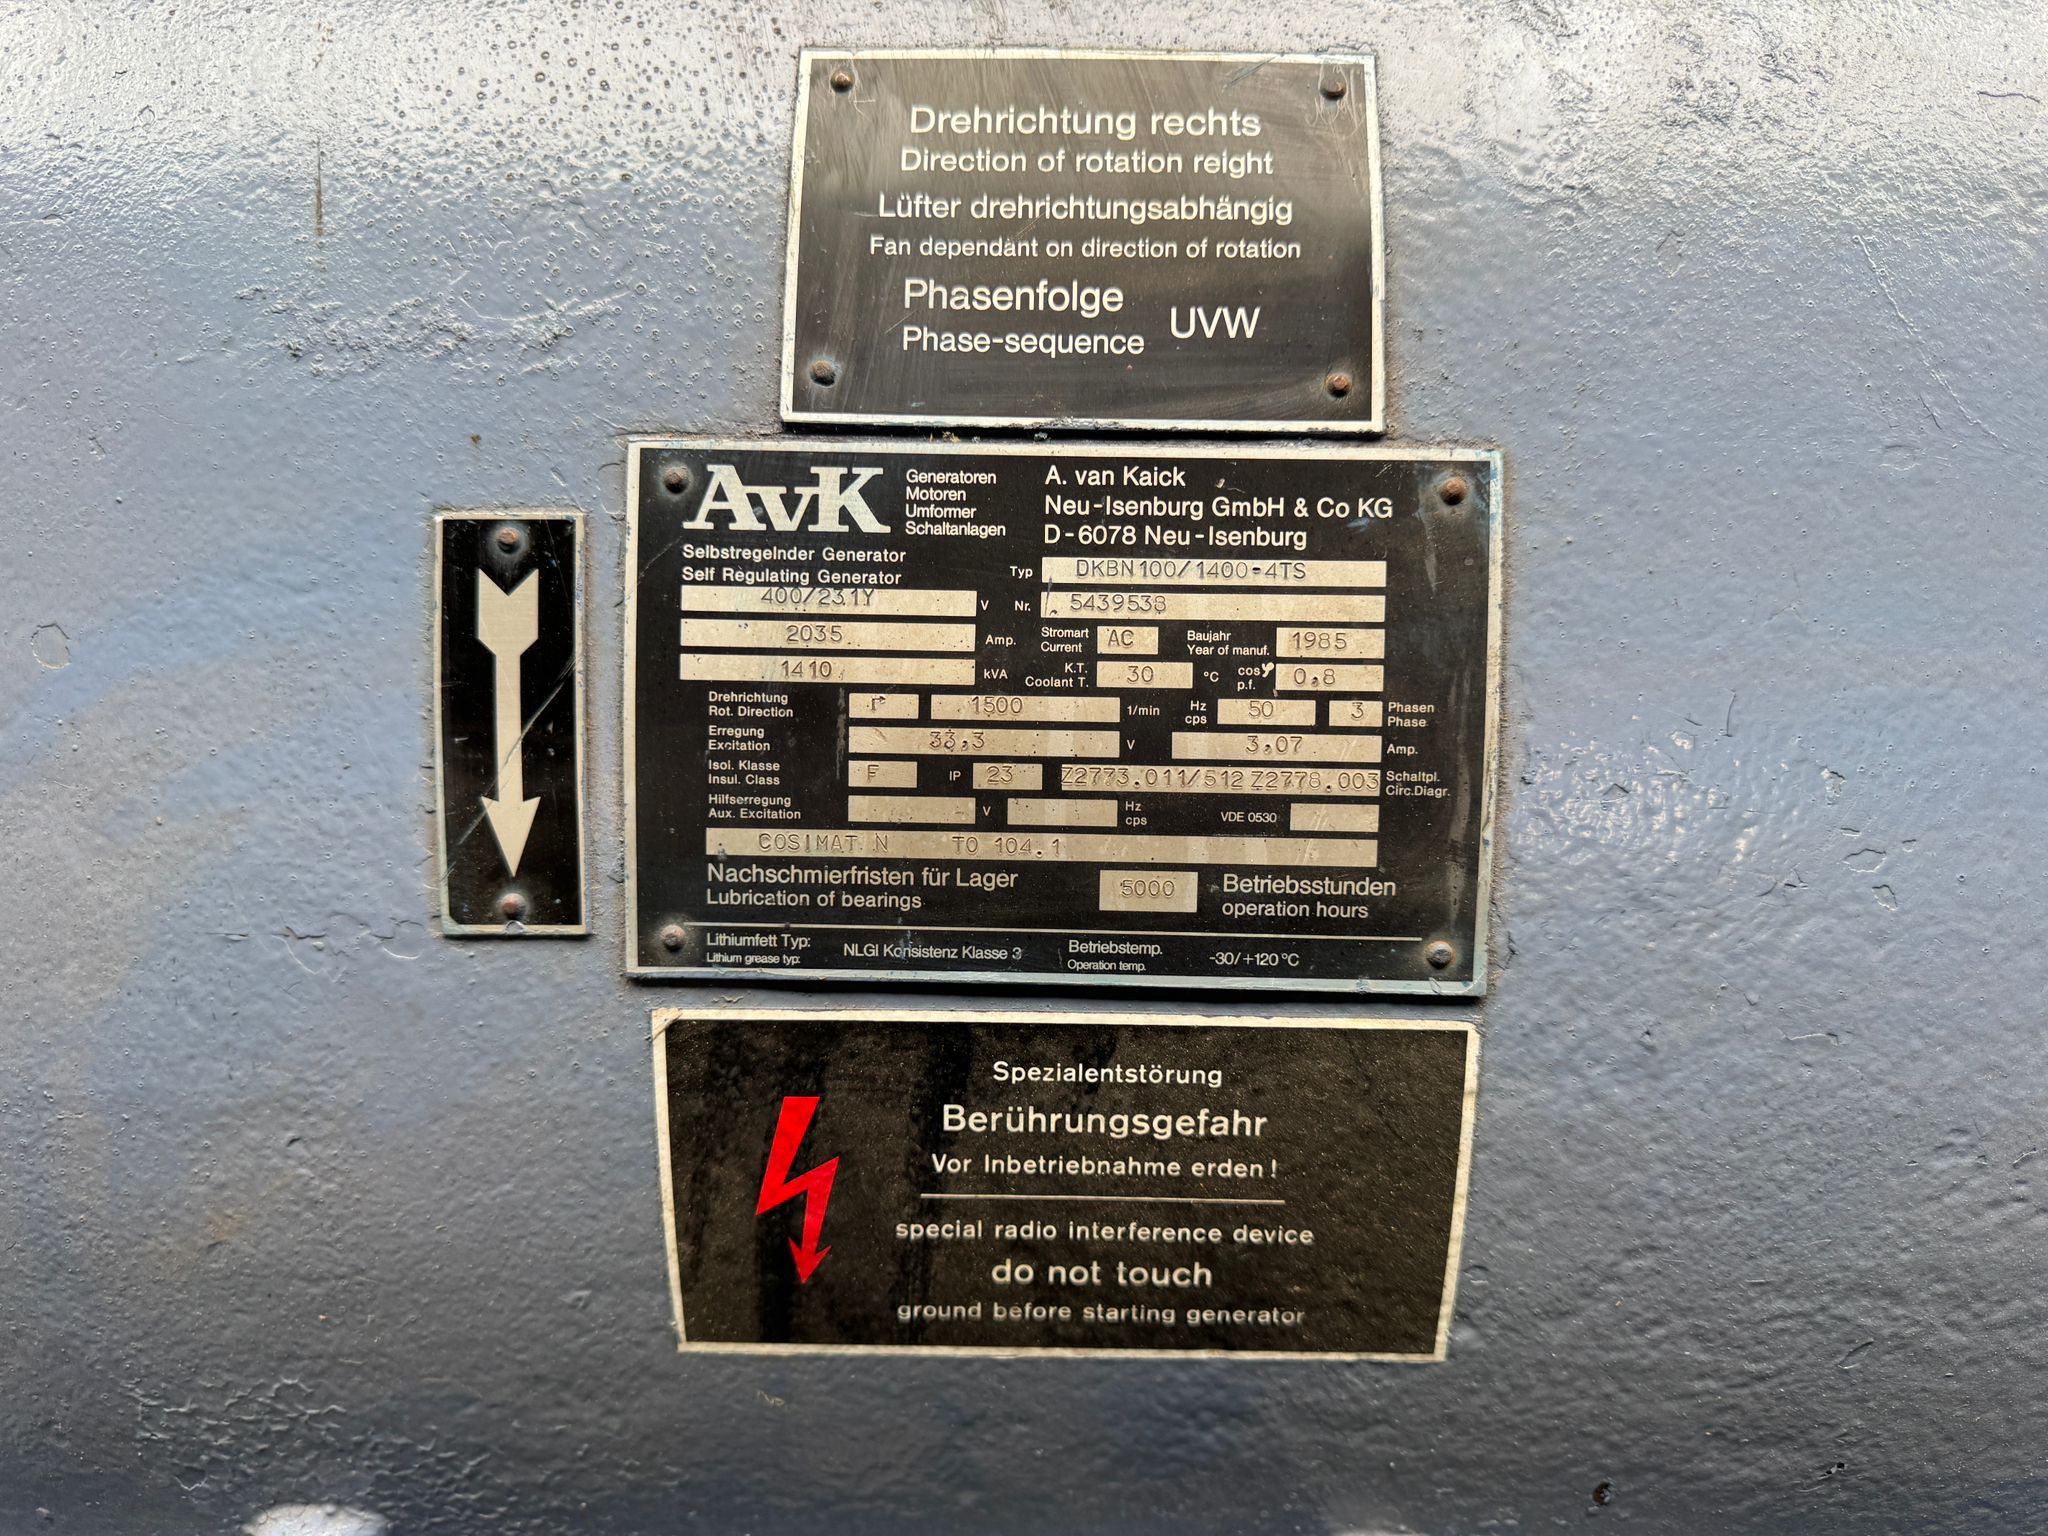 Drehrichtung rechts
Direction of rotation reight
Lüfter drehrichtungsabhängig
Fan dependant on direction of rotation
Phasenfolge
Phase-sequence UVW
AvK Generatoren
Motoren
Umformer
Schaltanlagen
A. van Kaick
Neu-Isenburg GmbH & Co KG
D-6078 Neu-Isenburg
Selbstregelnder Generator
Self Regulating Generator
Typ DKBN 100/1400-4TS
400/231Y V Nr. 5439538
2035 Amp. Stromart Current AC Baujahr Year of manuf. 1985
1410 kVA K.T. Coolant T. 30 °C cosφ p.f. 0,8
Drehrichtung Rot. Direction r 1500 1/min Hz cps 50 3 Phasen Phase
Erregung Excitation 33,3 V 3,07 Amp.
Isol. Klasse Insul. Class F IP 23 Z2773.011/512 Z2778.003 Schaltpl. Circ.Diagr.
Hilfserregung Aux. Excitation V Hz cps VDE 0530
COSIMAT N TO 104.1
Nachschmierfristen für Lager
Lubrication of bearings 5000 Betriebsstunden
operation hours
Lithiumfett Typ:
Lithium grease typ: NLGI Konsistenz Klasse 3 Betriebstemp.
Operation temp. -30/+120 °C
Spezialentstörung
Berührungsgefahr
Vor Inbetriebnahme erden!
special radio interference device
do not touch
ground before starting generator